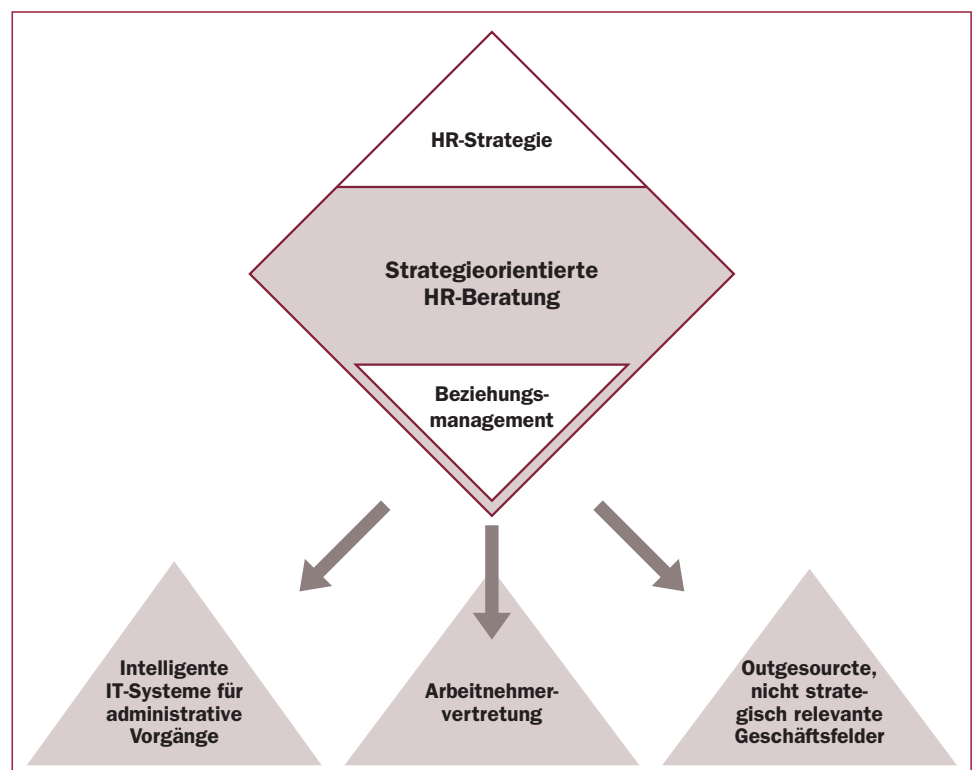 HR-Strategie
Strategieorientierte
HR-Beratung
Beziehungs-
management
Intelligente
IT-Systeme für
administrative
Vorgänge
Arbeitnehmer-
vertretung
Outgesourcte,
nicht strate-
gisch relevante
Geschäftsfelder